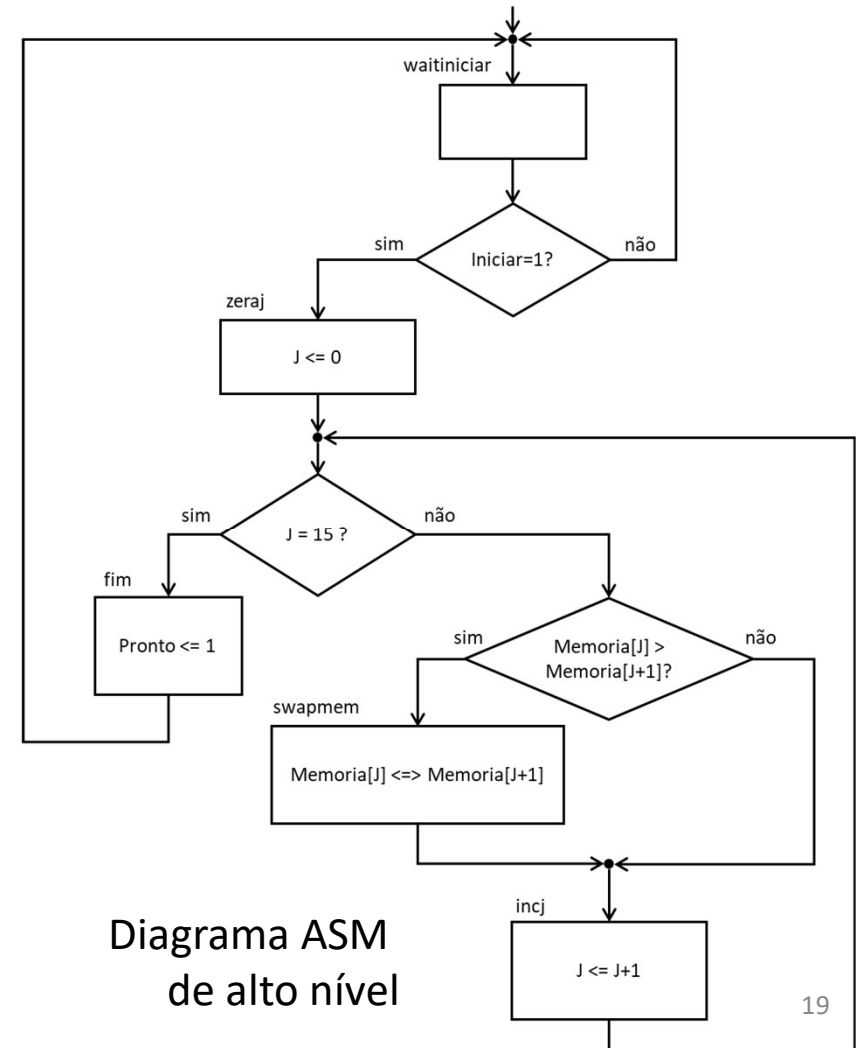 waitiniciar
sim
Iniciar=1?
não
zeraj
J <= 0
sim
J = 15 ?
não
fim
Pronto <= 1
sim
Memoria[J] >
Memoria[J+1]?
não
swapmem
Memoria[J] <=> Memoria[J+1]
incj
J <= J+1
Diagrama ASM
de alto nível
19